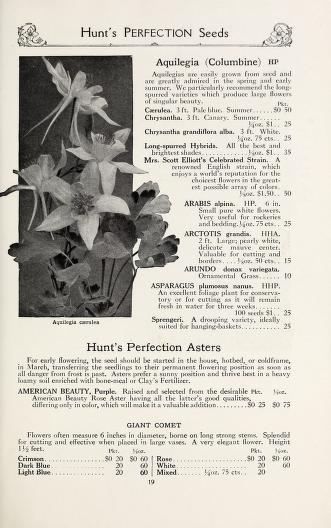 Hunt's PERFECTION Seeds
Aquilegia (Columbine) HP
Aquilegias are easily grown from seed and
are greatly admired in the spring and early
summer. We particularly recommend the long-
spurred varieties which produce large flowers
of singular beauty. Pkt.
Cærulea. 3 ft. Pale blue. Summer.....$0 50
Chrysantha. 3 ft. Canary. Summer.
⅛oz. $1.. 25
Chrysantha grandiflora alba. 3 ft. White.
⅛oz. 75 cts.. 25
Long-spurred Hybrids. All the best and
brightest shades............⅛oz. $1.. 35
Mrs. Scott Elliott's Celebrated Strain. A
renowned English strain, which
enjoys a world's reputation for the
choicest flowers in the great-
est possible array of colors.
⅛oz. $1.50.. 50
ARABIS alpina. HP. 6 in.
Small pure white flowers.
Very useful for rockeries
and bedding. ¼oz. 75 cts.. 25
ARCTOTIS grandis. HHA.
2 ft. Large; pearly white,
delicate mauve center.
Valuable for cutting and
borders.....¼oz. 50 cts.. 15
ARUNDO donax variegata.
Ornamental Grass....... 10
ASPARAGUS plumosus nanus. HHP.
An excellent foliage plant for conserva-
tory or for cutting as it will remain
fresh in water for three weeks.
100 seeds $1.. 25
Sprengeri. A drooping variety, ideally
suited for hanging-baskets........... 25
Aquilegia cærulea
Hunt's Perfection Asters
For early flowering, the seed should be started in the house, hotbed, or coldframe,
in March, transferring the seedlings to their permanent flowering position as soon as
all danger from frost is past. Asters prefer a sunny position and thrive best in a heavy
loamy soil enriched with bone-meal or Clay's Fertilizer.
AMERICAN BEAUTY, Purple. Raised and selected from the desirable Pkt. ¼oz.
American Beauty Rose Aster having all the latter's good qualities,
differing only in color, which will make it a valuable addition........$0 25 $0 75
GIANT COMET
Flowers often measure 6 inches in diameter, borne on long strong stems. Splendid
for cutting and effective when placed in large vases. A very elegant flower. Height
1½ feet. Pkt. ¼oz. Pkt. ¼oz.
Crimson..............$0 20 $0 60 Rose...................$0 20 $0 60
Dark Blue............. 20 60 White.................. 20 60
Light Blue............. 20 60 Mixed.......¼oz. 75 cts.. 20
19